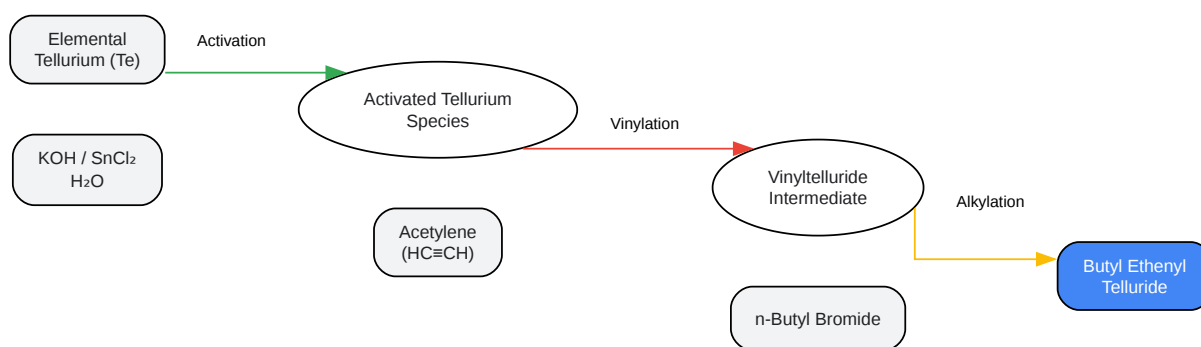 Elemental
Tellurium (Te)
Activation
KOH / SnCl₂
H₂O
Activated Tellurium
Species
Acetylene
(HC≡CH)
Vinylation
Vinyltelluride
Intermediate
n-Butyl Bromide
Alkylation
Butyl Ethenyl
Telluride